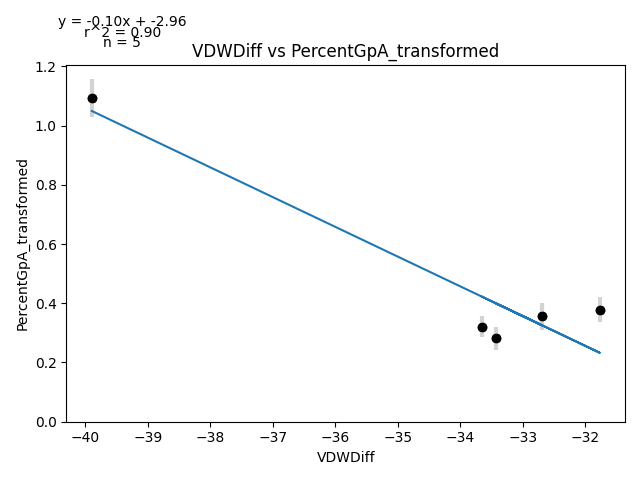 y = -0.10x + -2.96
r^2 = 0.90
n = 5
VDWDiff vs PercentGpA_transformed
1.2
1.0
0.8
0.6
0.4
0.2
0.0
PercentGpA_transformed
−40 −39 −38 −37 −36 −35 −34 −33 −32
VDWDiff